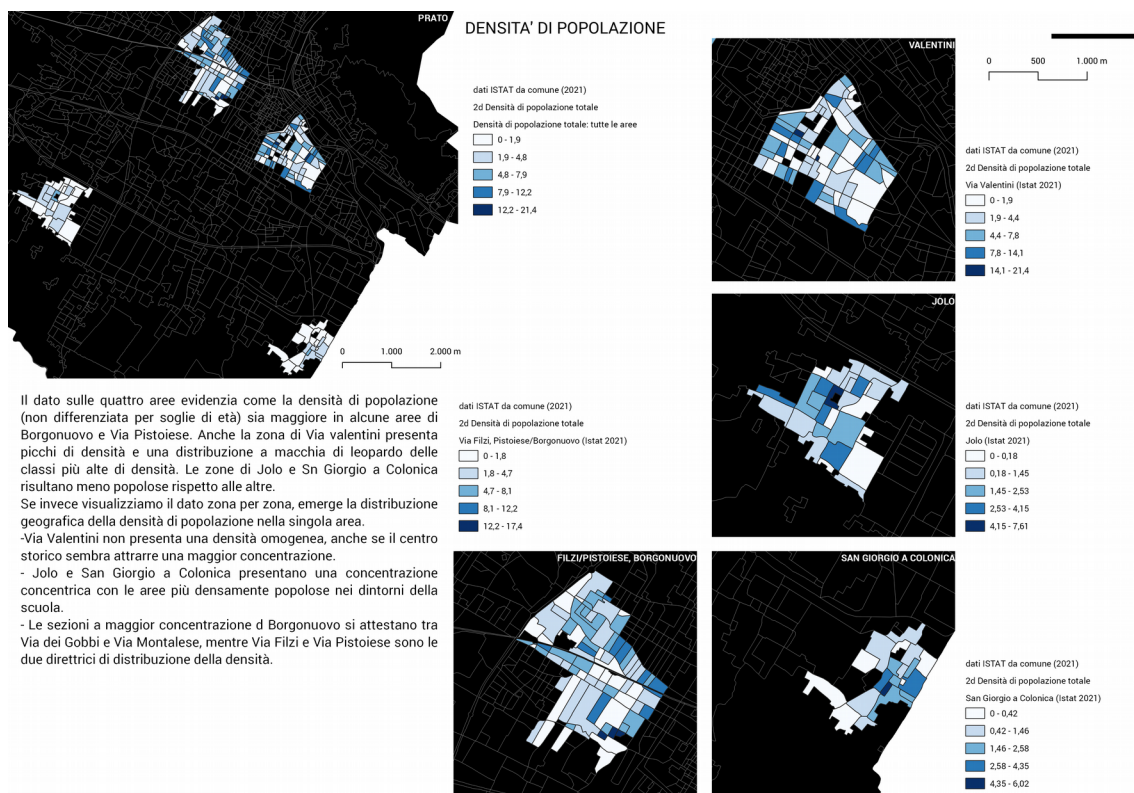 PRATO
DENSITA' DI POPOLAZIONE
dati ISTAT da comune (2021)
2d Densità di popolazione totale
Densità di popolazione totale: tutte le aree
0 - 1,9
1,9 - 4,8
4,8 - 7,9
7,9 - 12,2
12,2 - 21,4
0 1.000 2.000 m
VALENTINI
0 500 1.000 m
dati ISTAT da comune (2021)
2d Densità di popolazione totale
Via Valentini (Istat 2021)
0 - 1,9
1,9 - 4,4
4,4 - 7,8
7,8 - 14,1
14,1 - 21,4
Il dato sulle quattro aree evidenzia come la densità di popolazione
(non differenziata per soglie di età) sia maggiore in alcune aree di
Borgonuovo e Via Pistoiese. Anche la zona di Via valentini presenta
picchi di densità e una distribuzione a macchia di leopardo delle
classi più alte di densità. Le zone di Jolo e Sn Giorgio a Colonica
risultano meno popolose rispetto alle altre.
Se invece visualizziamo il dato zona per zona, emerge la distribuzione
geografica della densità di popolazione nella singola area.
-Via Valentini non presenta una densità omogenea, anche se il centro
storico sembra attrarre una maggior concentrazione.
- Jolo e San Giorgio a Colonica presentano una concentrazione
concentrica con le aree più densamente popolose nei dintorni della
scuola.
- Le sezioni a maggior concentrazione d Borgonuovo si attestano tra
Via dei Gobbi e Via Montalese, mentre Via Filzi e Via Pistoiese sono le
due direttrici di distribuzione della densità.
dati ISTAT da comune (2021)
2d Densità di popolazione totale
Via Filzi, Pistoiese/Borgonuovo (Istat 2021)
0 - 1,8
1,8 - 4,7
4,7 - 8,1
8,1 - 12,2
12,2 - 17,4
JOLO
dati ISTAT da comune (2021)
2d Densità di popolazione totale
Jolo (Istat 2021)
0 - 0,18
0,18 - 1,45
1,45 - 2,53
2,53 - 4,15
4,15 - 7,61
FILZI/PISTOIESE, BORGONUOVO
SAN GIORGIO A COLONICA
dati ISTAT da comune (2021)
2d Densità di popolazione totale
San Giorgio a Colonica (Istat 2021)
0 - 0,42
0,42 - 1,46
1,46 - 2,58
2,58 - 4,35
4,35 - 6,02